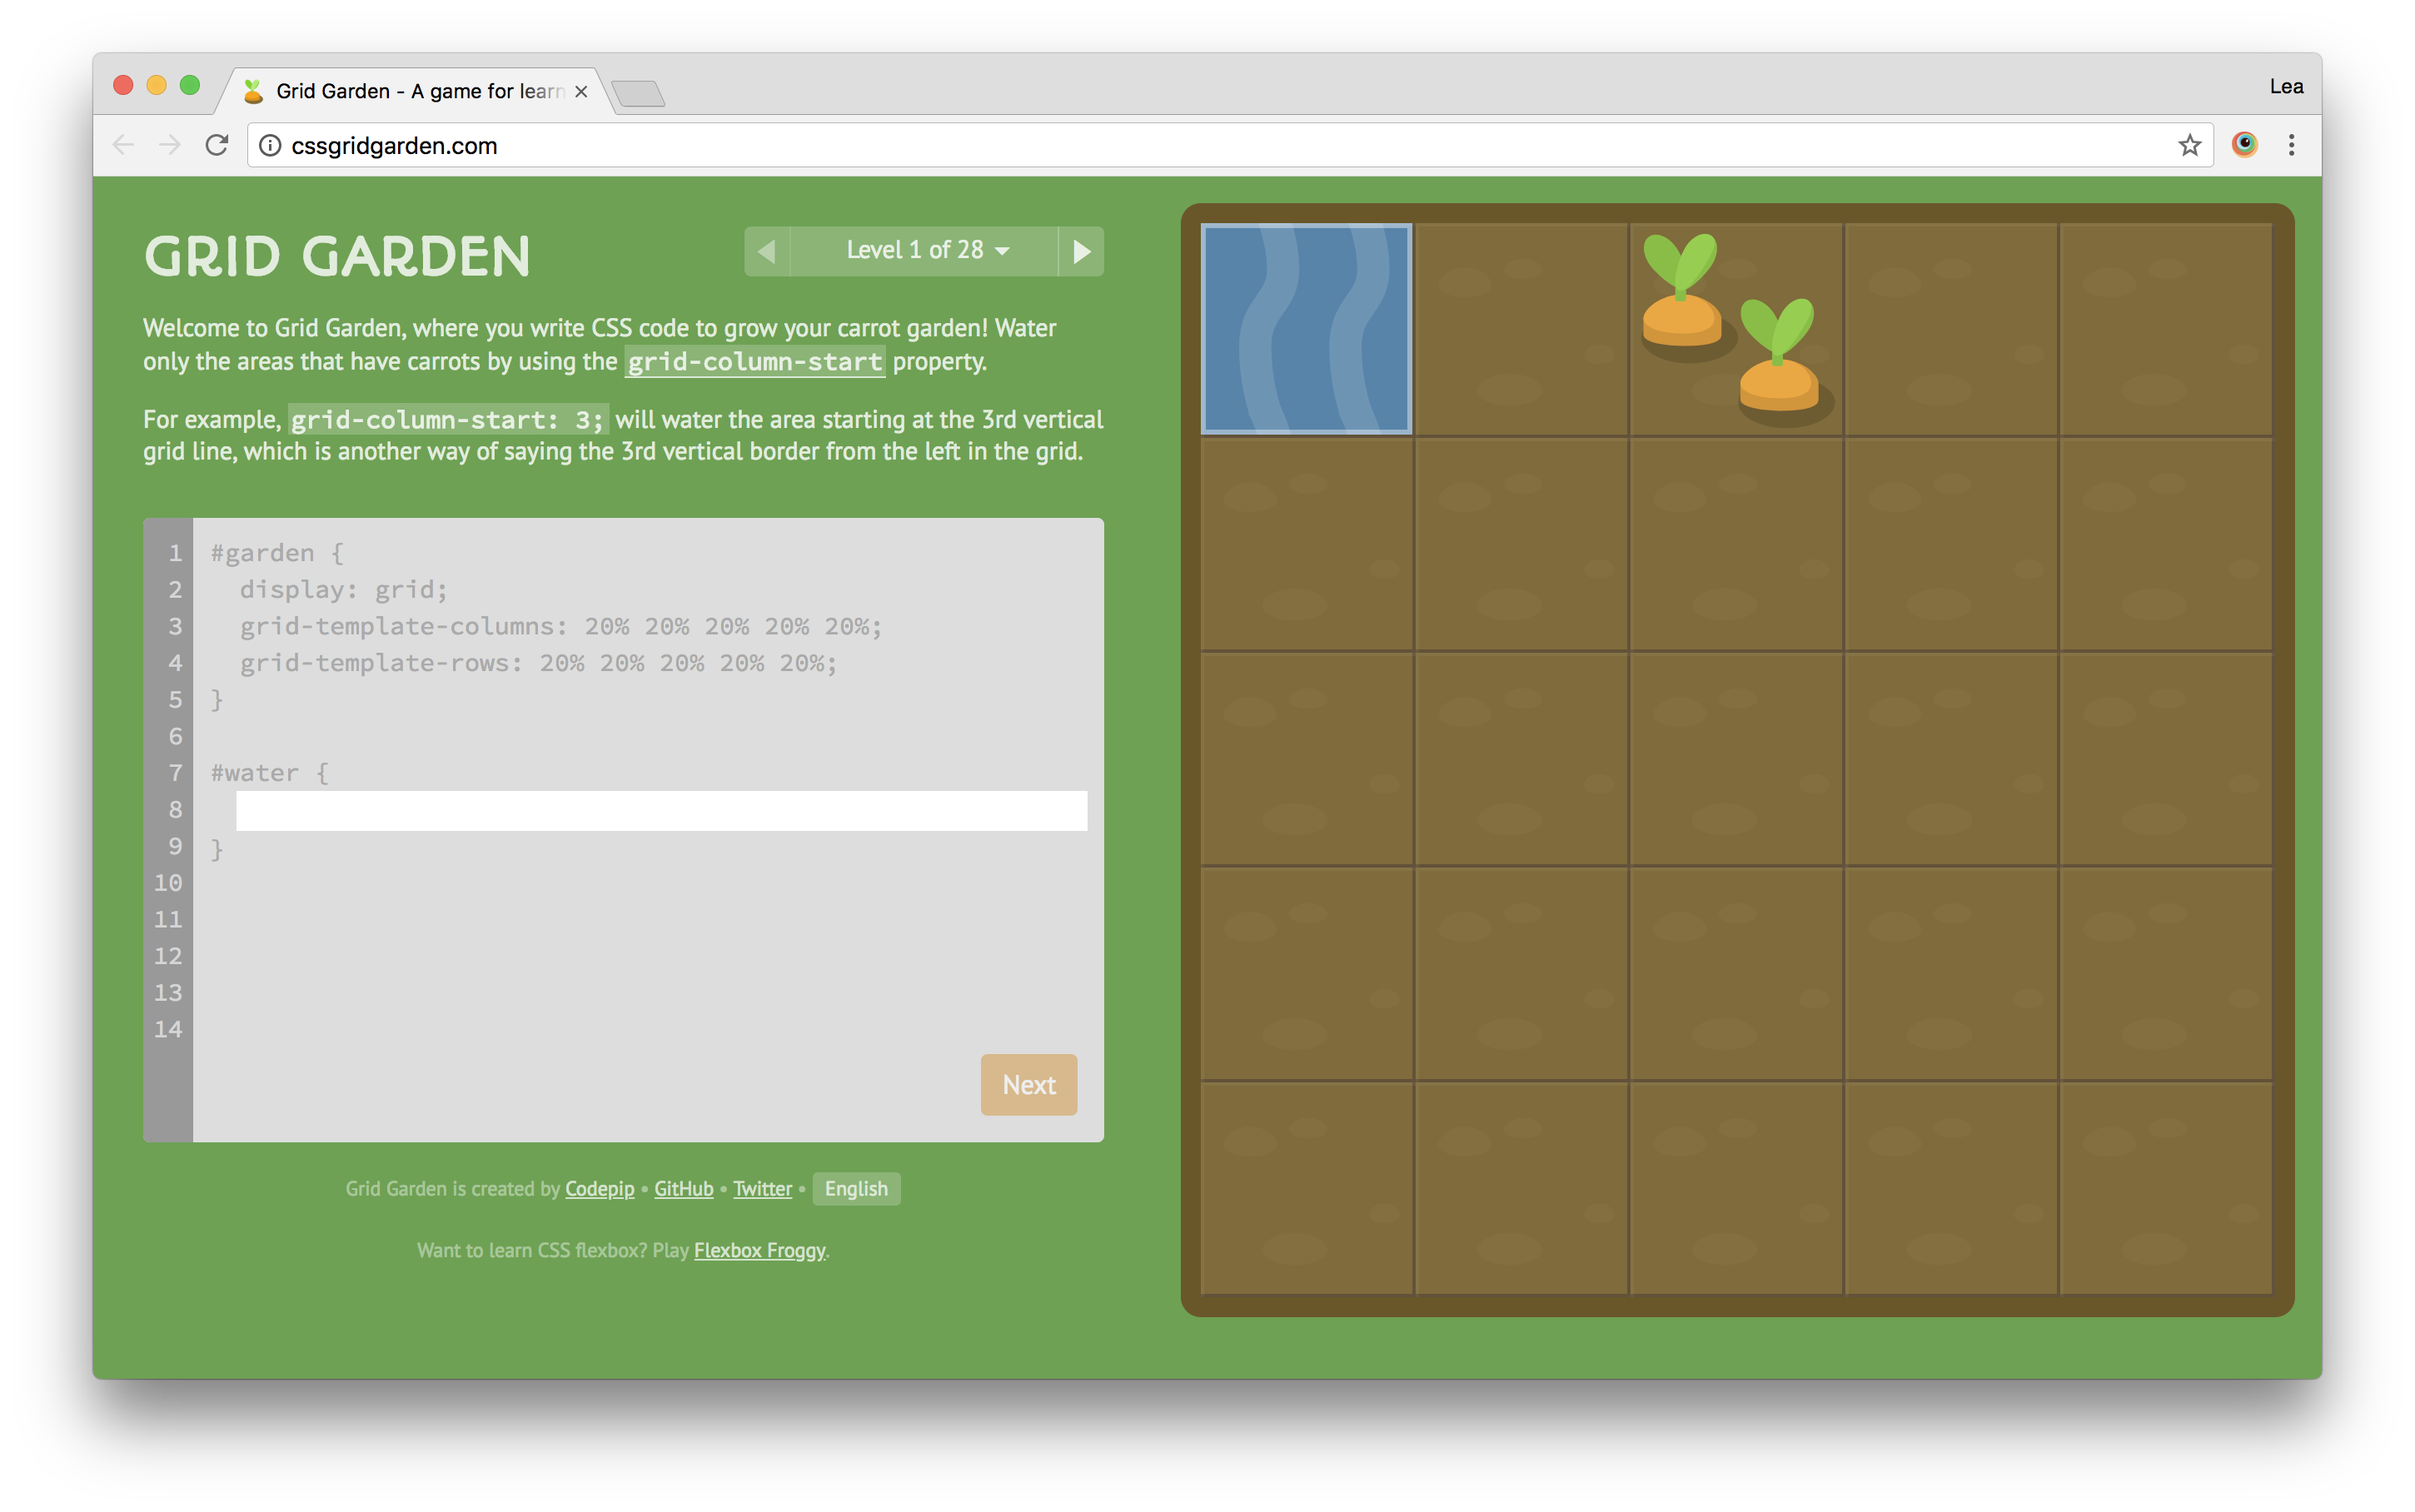 Grid Garden - A game for learn
Lea
cssgridgarden.com
GRID GARDEN
Level 1 of 28
Welcome to Grid Garden, where you write CSS code to grow your carrot garden! Water
only the areas that have carrots by using the grid-column-start property.
For example, grid-column-start: 3; will water the area starting at the 3rd vertical
grid line, which is another way of saying the 3rd vertical border from the left in the grid.
1 #garden {
2 display: grid;
3 grid-template-columns: 20% 20% 20% 20% 20%;
4 grid-template-rows: 20% 20% 20% 20% 20%;
5 }
6
7 #water {
8
9 }
10
11
12
13
14
Next
Grid Garden is created by Codepip • GitHub • Twitter • English
Want to learn CSS flexbox? Play Flexbox Froggy.